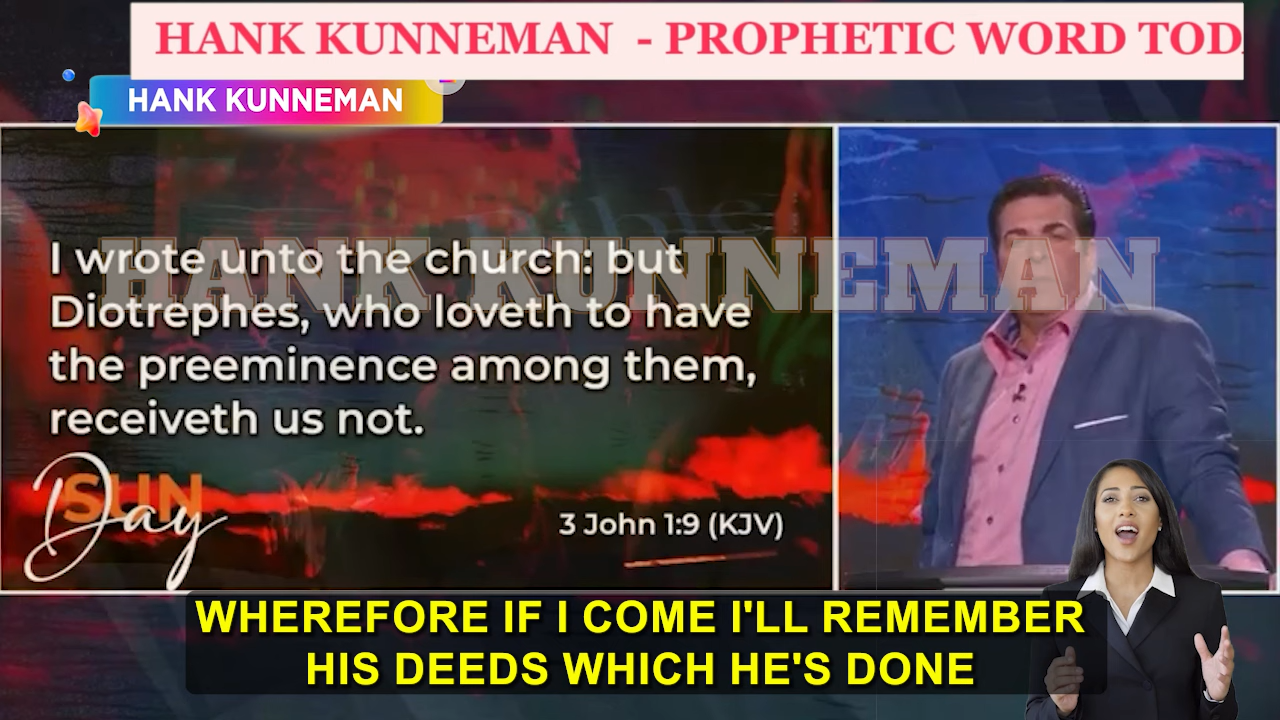 HANK KUNNEMAN - PROPHETIC WORD TOD
HANK KUNNEMAN
Bible
HANK KUNNEMAN
I wrote unto the church: but
Diotrephes, who loveth to have
the preeminence among them,
receiveth us not.
SUN
Day
3 John 1:9 (KJV)
WHEREFORE IF I COME I'LL REMEMBER
HIS DEEDS WHICH HE'S DONE